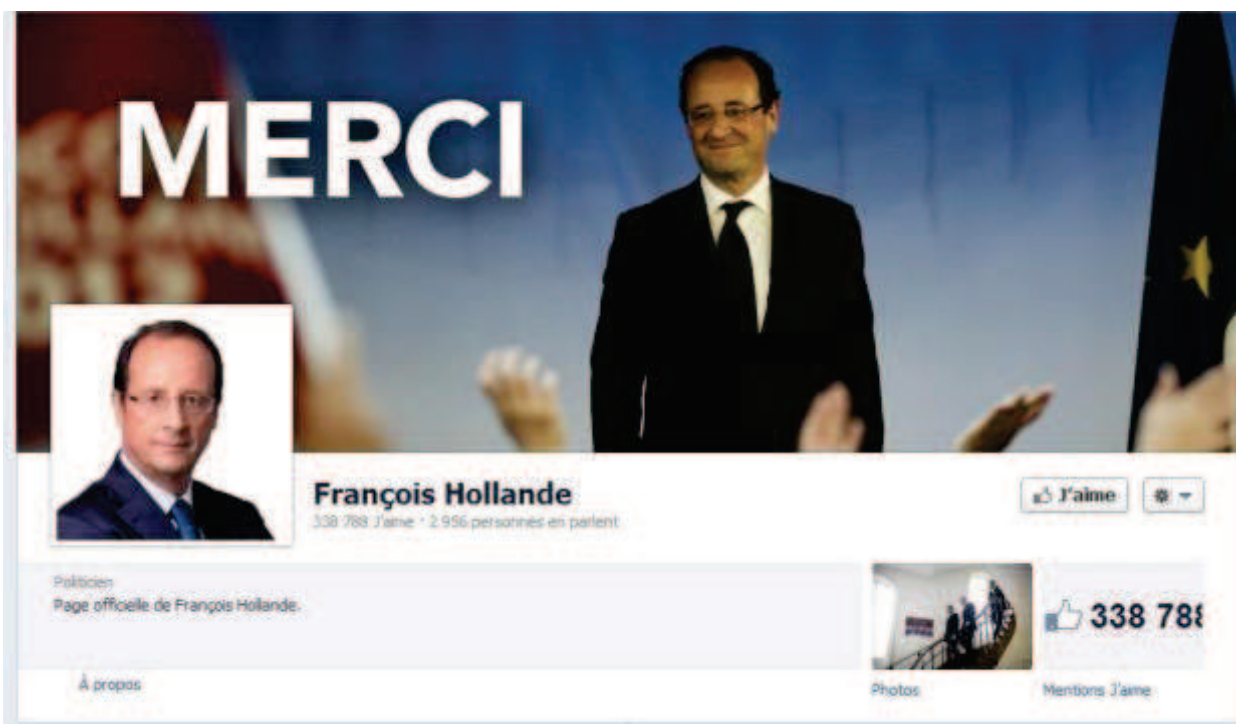 MERCI
François Hollande
338 788 J'aime · 2 956 personnes en parlent
J'aime
Politicien
Page officielle de François Hollande.
338 788
À propos
Photos
Mentions J'aime